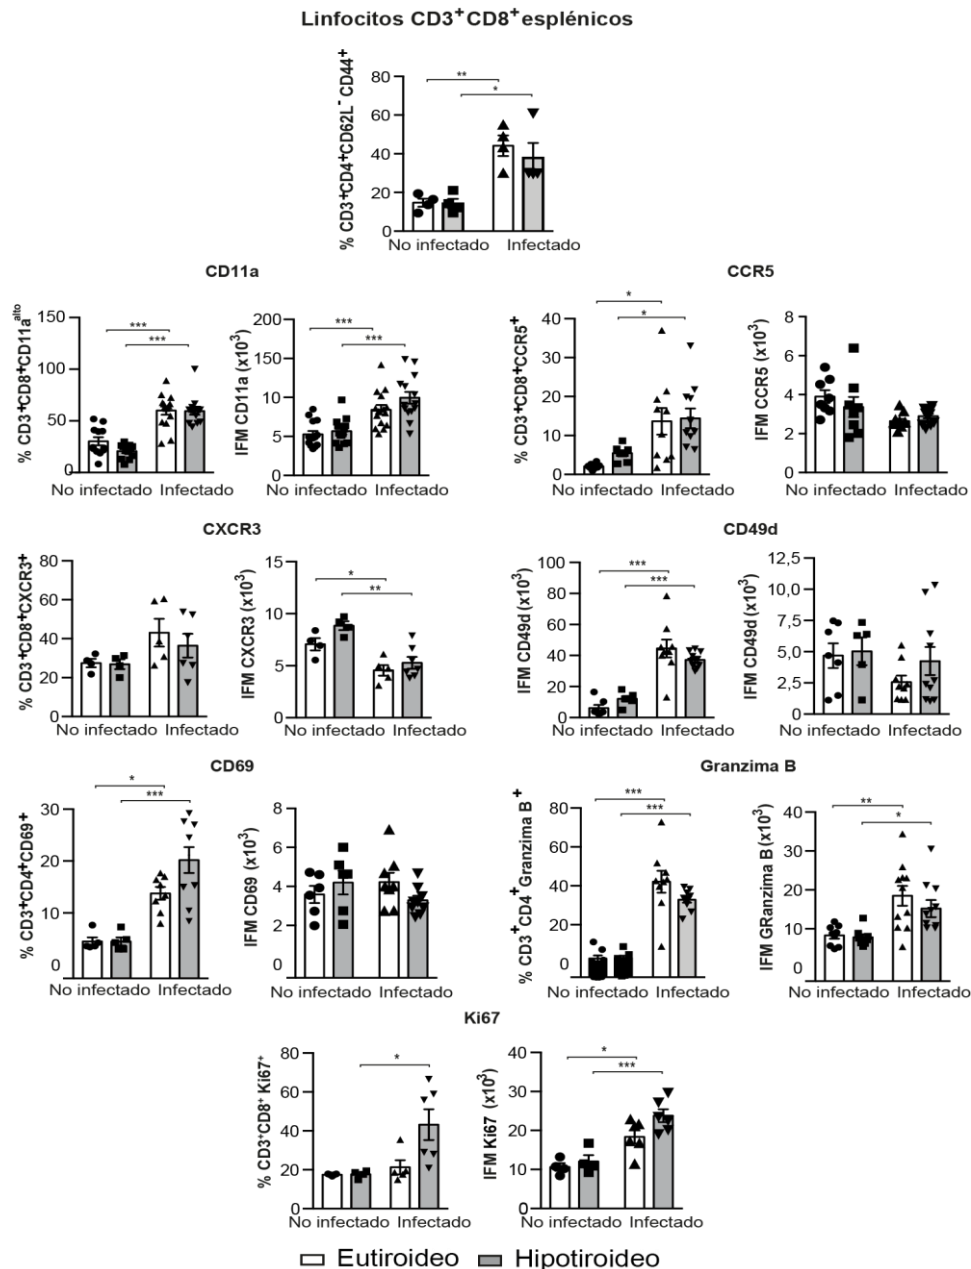 Linfocitos CD3+CD8+esplénicos
% CD3+CD4+CD62L- CD44+
80
60
40
20
0
**
*
No infectado Infectado
CD11a
% CD3+CD8+CD11a alto
150
100
50
0
***
***
No infectado Infectado
IFM CD11a (x10³)
200
150
100
50
0
***
***
No infectado Infectado
CCR5
% CD3+CD8+CCR5+
40
30
20
10
0
*
*
No infectado Infectado
IFM CCR5 (x10³)
8
6
4
2
0
No infectado Infectado
CXCR3
% CD3+CD8+CXCR3+
80
60
40
20
0
No infectado Infectado
IFM CXCR3 (x10³)
15
10
5
0
*
**
No infectado Infectado
CD49d
IFM CD49d (x10³)
100
80
60
40
20
0
***
***
No infectado Infectado
IFM CD49d (x10³)
12,5
10,0
7,5
5,0
2,5
0
No infectado Infectado
CD69
% CD3+CD4+CD69+
30
20
10
0
*
***
No infectado Infectado
IFM CD69 (x10³)
8
6
4
2
0
No infectado Infectado
Granzima B
% CD3+CD4+ Granzima B+
80
60
40
20
0
***
***
No infectado Infectado
IFM GRanzima B (x10³)
40
30
20
10
0
**
*
No infectado Infectado
Ki67
% CD3+CD8+ Ki67+
80
60
40
20
0
*
No infectado Infectado
IFM Ki67 (x10³)
40
30
20
10
0
*
***
No infectado Infectado
Eutiroideo Hipotiroideo